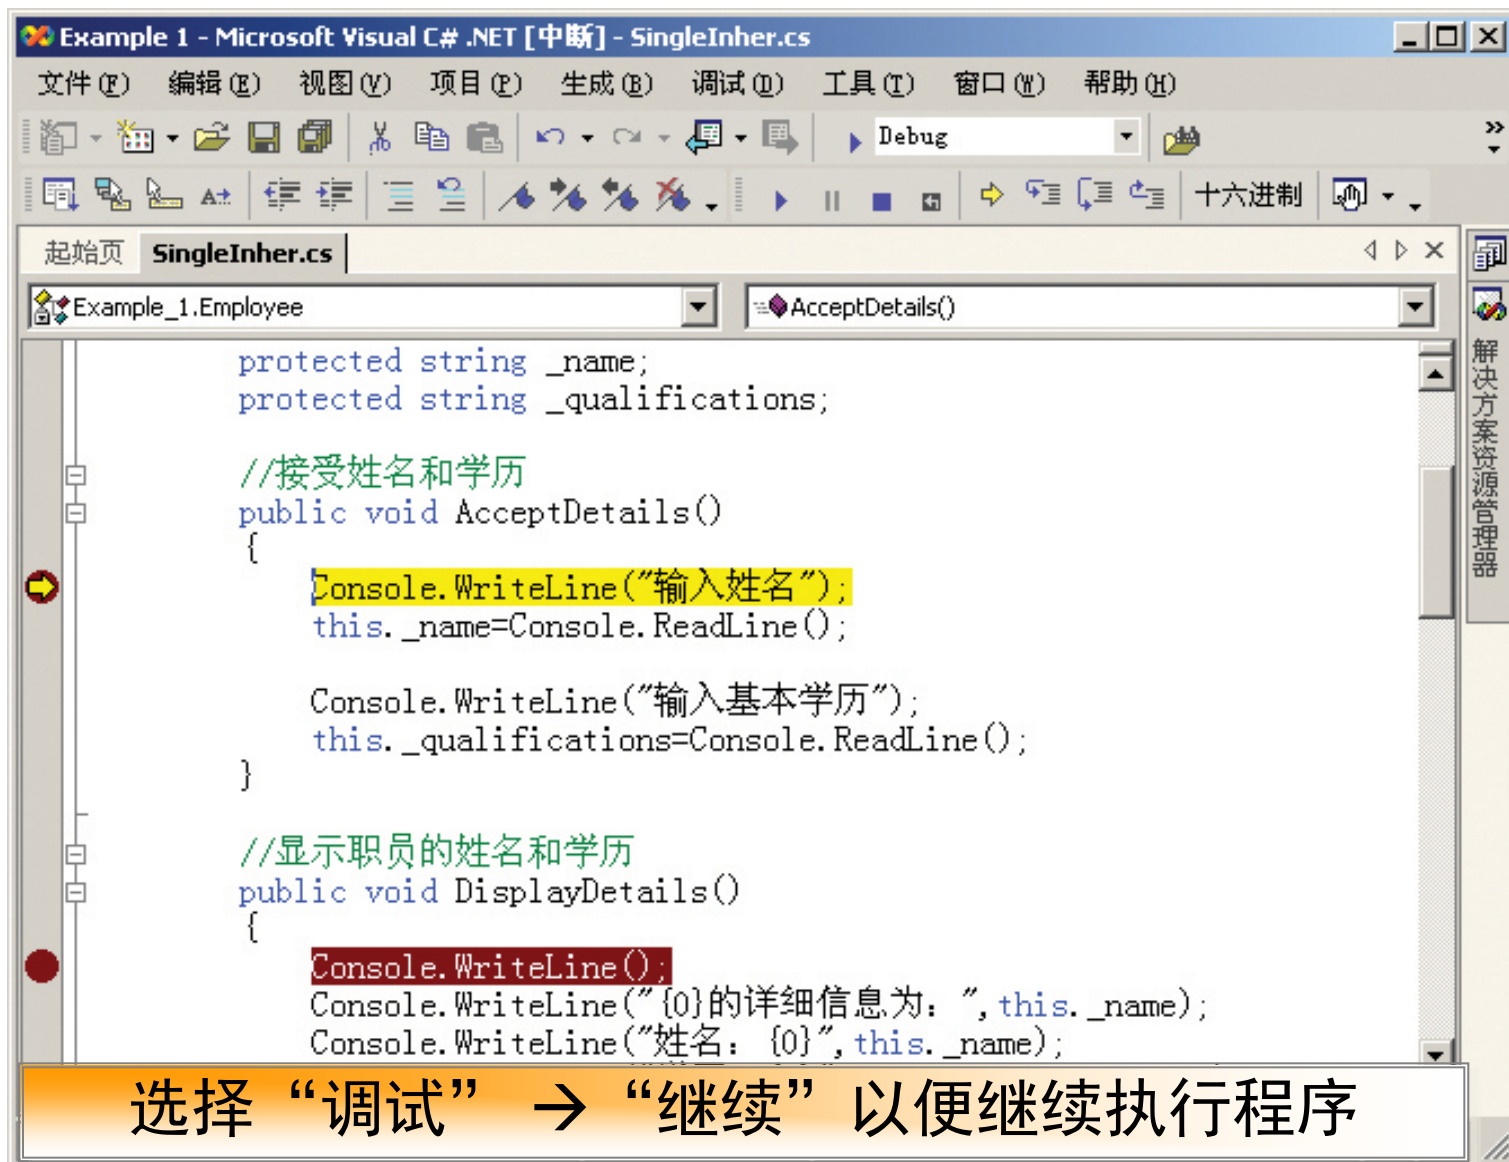 Example 1 - Microsoft Visual C# .NET [中断] - SingleInher.cs
文件(F) 编辑(E) 视图(V) 项目(P) 生成(B) 调试(D) 工具(T) 窗口(W) 帮助(H)
Debug
十六进制
起始页 SingleInher.cs
Example_1.Employee AcceptDetails()
protected string _name;
protected string _qualifications;
//接受姓名和学历
public void AcceptDetails()
{
Console.WriteLine("输入姓名");
this._name=Console.ReadLine();
Console.WriteLine("输入基本学历");
this._qualifications=Console.ReadLine();
}
//显示职员的姓名和学历
public void DisplayDetails()
{
Console.WriteLine();
Console.WriteLine("{0}的详细信息为: ",this._name);
Console.WriteLine("姓名: {0}",this._name);
解决方案资源管理器
选择“调试” → “继续”以便继续执行程序